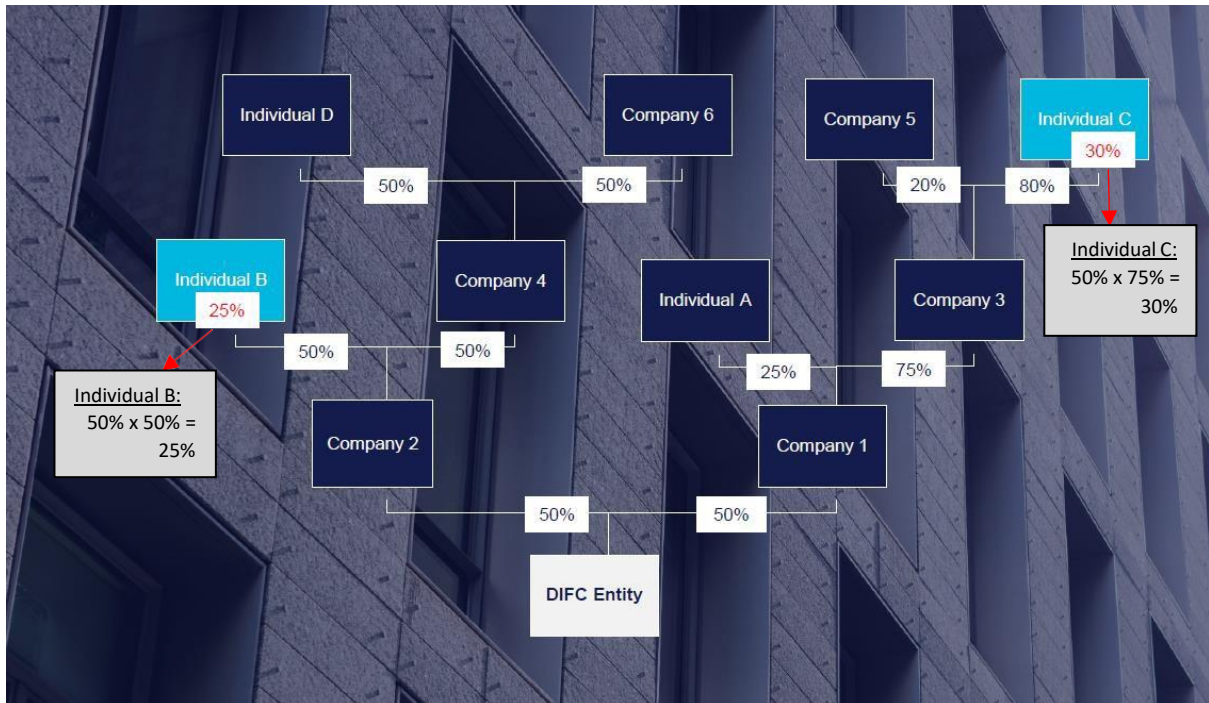 Individual D
Company 6
Company 5
Individual C
30%
50%
50%
20%
80%
Individual C:
50% x 75% =
30%
Individual B
25%
Company 4
Individual A
Company 3
50%
50%
25%
75%
Individual B:
50% x 50% =
25%
Company 2
Company 1
50%
50%
DIFC Entity